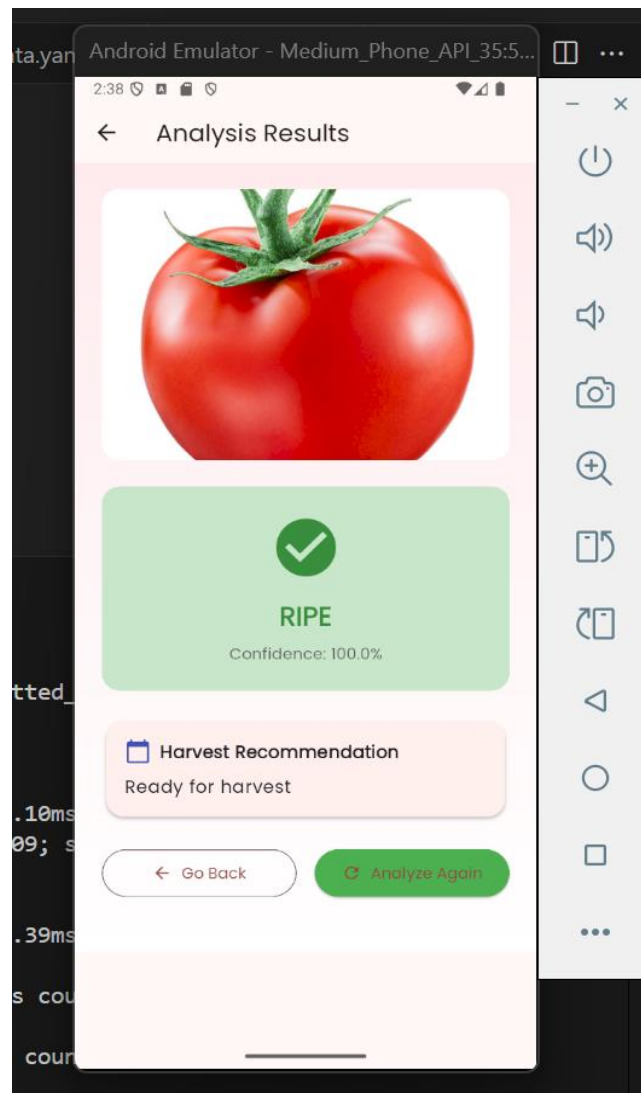 ta.yan
Android Emulator - Medium_Phone_API_35:5...
2:38
Analysis Results
RIPE
Confidence: 100.0%
tted_
Harvest Recommendation
Ready for harvest
.10ms
09; s
Go Back
Analyze Again
.39ms
s cou
coun